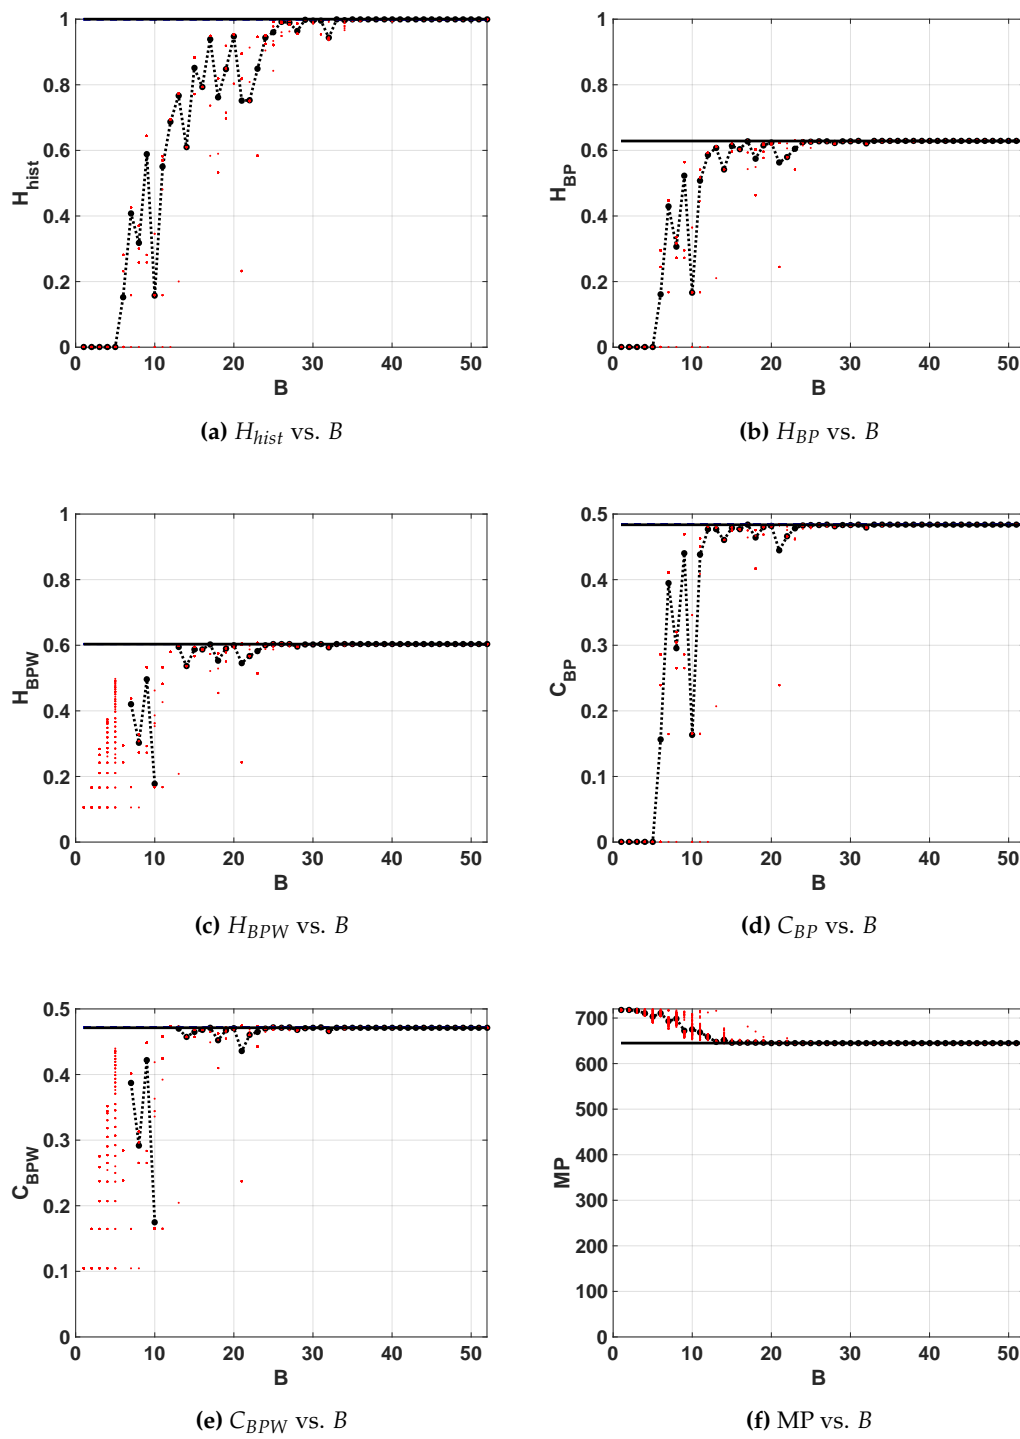 1
0.8
0.6
0.4
0.2
0
H_hist
0 10 20 30 40 50
B
(a) H_hist vs. B
1
0.8
0.6
0.4
0.2
0
H_BP
0 10 20 30 40 50
B
(b) H_BP vs. B
1
0.8
0.6
0.4
0.2
0
H_BPW
0 10 20 30 40 50
B
(c) H_BPW vs. B
0.5
0.4
0.3
0.2
0.1
0
C_BP
0 10 20 30 40 50
B
(d) C_BP vs. B
0.5
0.4
0.3
0.2
0.1
0
C_BPW
0 10 20 30 40 50
B
(e) C_BPW vs. B
700
600
500
400
300
200
100
0
MP
0 10 20 30 40 50
B
(f) MP vs. B